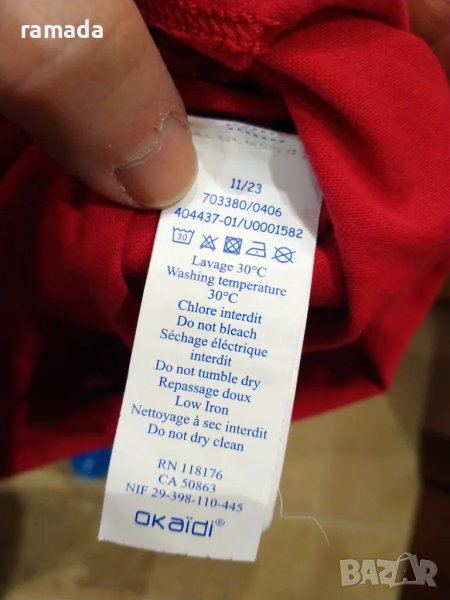 ramada
11/23
703380/0406
404437-01/U0001582
30
Lavage 30°C
Washing temperature
30°C
Chlore interdit
Do not bleach
Séchage éléctrique
interdit
Do not tumble dry
Repassage doux
Low Iron
Nettoyage à sec interdit
Do not dry clean
RN 118176
CA 50863
NIF 29-398-110-445
OKaïdi®
BAZAR